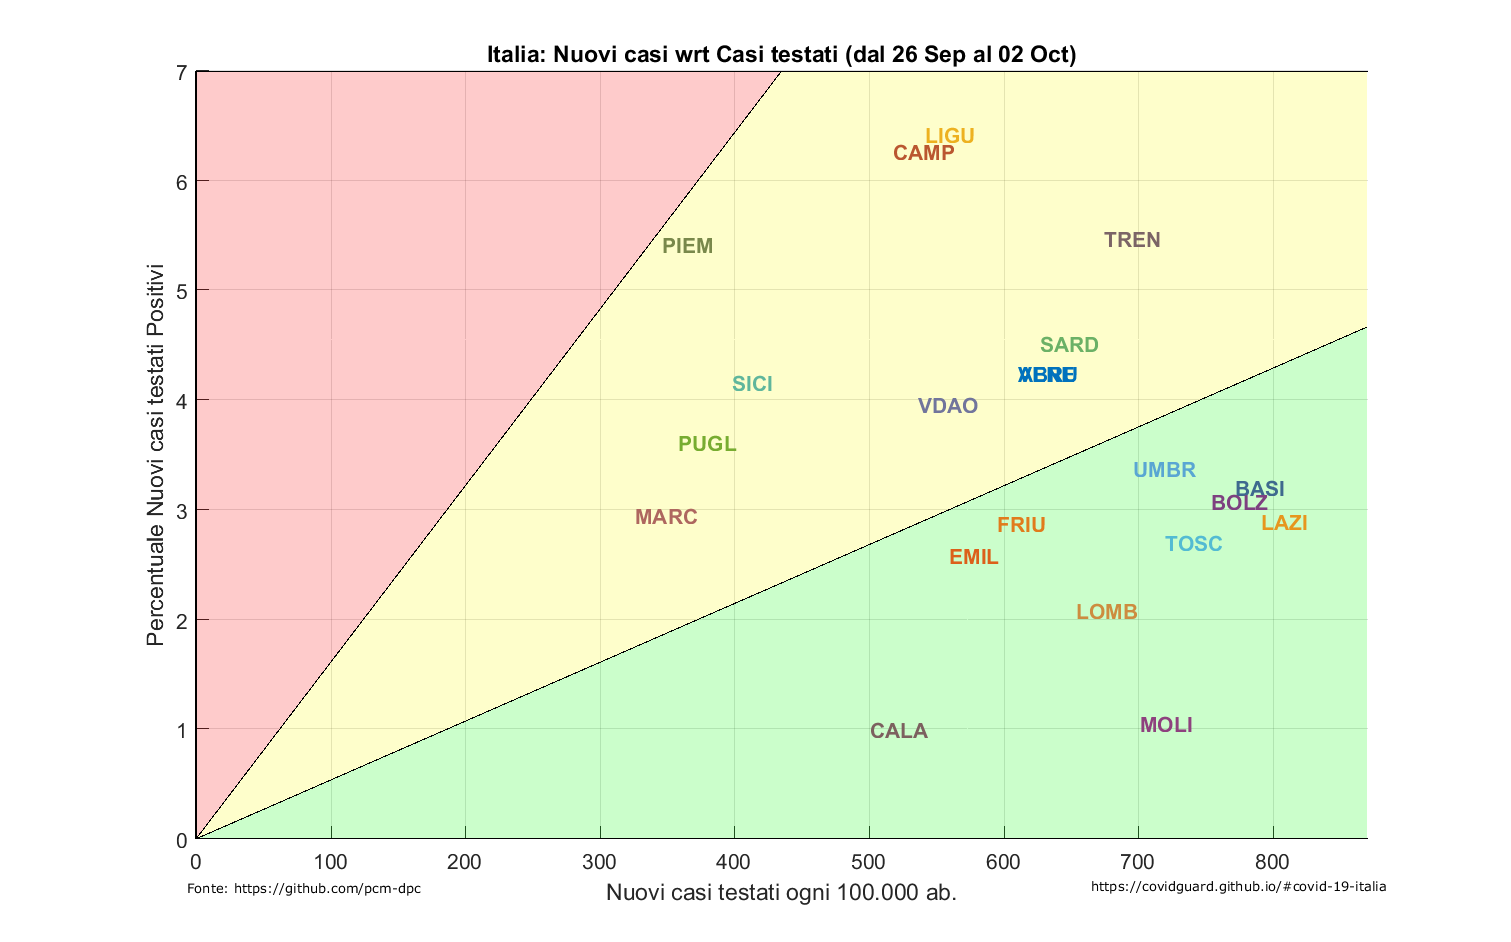 Italia: Nuovi casi wrt Casi testati (dal 26 Sep al 02 Oct)
7
6
5
4
3
2
1
0
Percentuale Nuovi casi testati Positivi
LIGU
CAMP
PIEM
TREN
SARD
SICI
VDAO
PUGL
UMBR
BASI
BOLZ
MARC
LAZI
FRIU
TOSC
EMIL
LOMB
MOLI
CALA
0 100 200 300 400 500 600 700 800
Nuovi casi testati ogni 100.000 ab.
Fonte: https://github.com/pcm-dpc
https://covidguard.github.io/#covid-19-italia